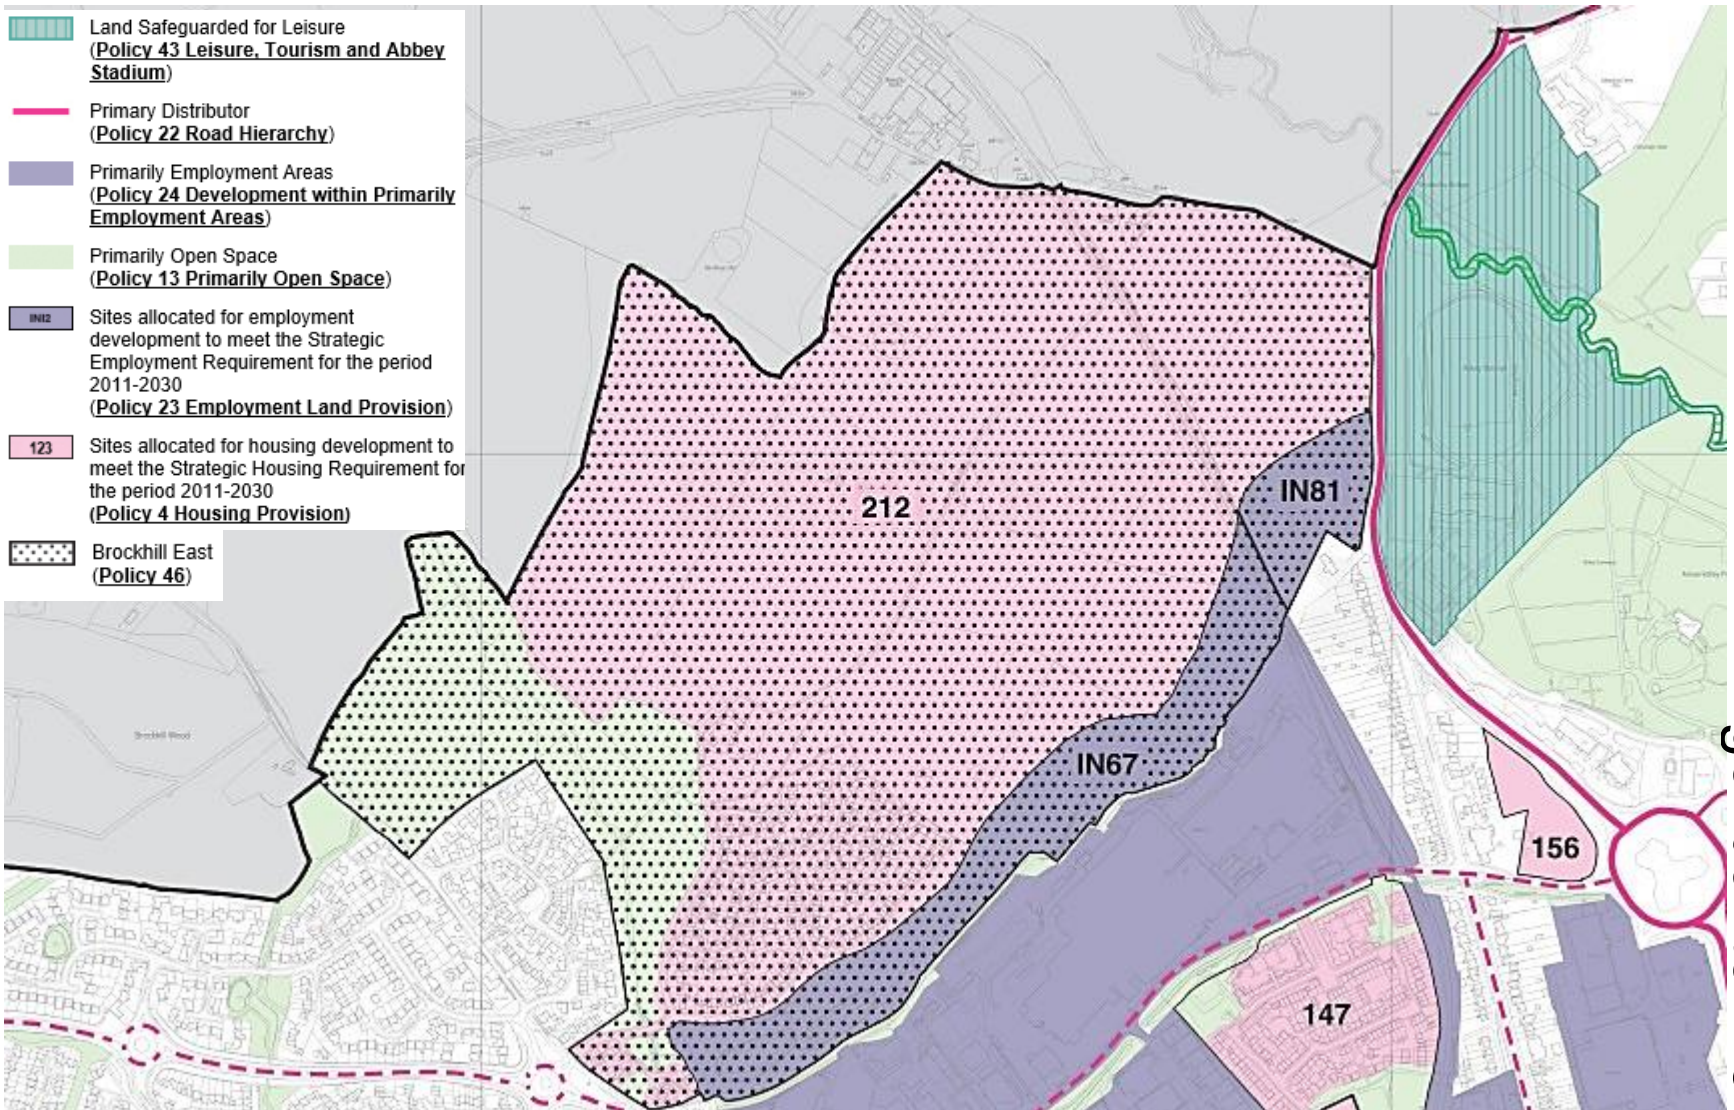 Land Safeguarded for Leisure
(Policy 43 Leisure, Tourism and Abbey
Stadium)
Primary Distributor
(Policy 22 Road Hierarchy)
Primarily Employment Areas
(Policy 24 Development within Primarily
Employment Areas)
Primarily Open Space
(Policy 13 Primarily Open Space)
INI2
Sites allocated for employment
development to meet the Strategic
Employment Requirement for the period
2011-2030
(Policy 23 Employment Land Provision)
123
Sites allocated for housing development to
meet the Strategic Housing Requirement for
the period 2011-2030
(Policy 4 Housing Provision)
Brockhill East
(Policy 46)
212
IN81
Brockhill Wood
IN67
156
147